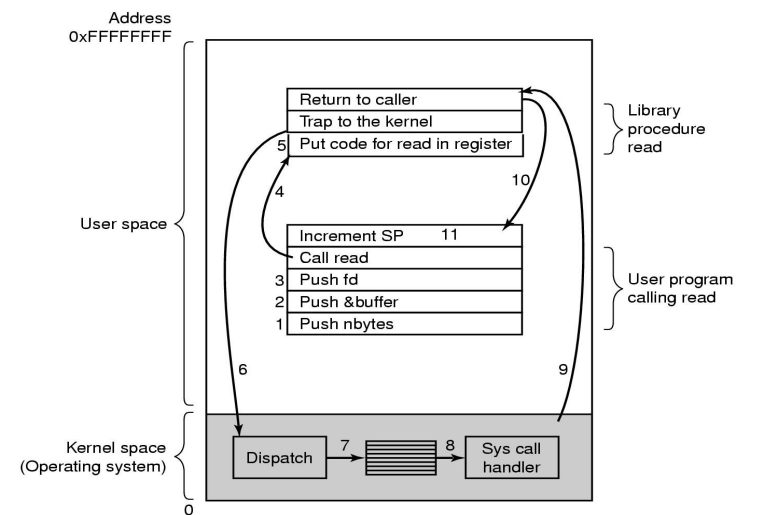 Address
0xFFFFFFFF
Return to caller
Trap to the kernel
5 Put code for read in register
Library
procedure
read
4
10
User space
Increment SP 11
Call read
3 Push fd
2 Push &buffer
1 Push nbytes
User program
calling read
6
9
Kernel space
(Operating system)
Dispatch
7
8
Sys call
handler
0